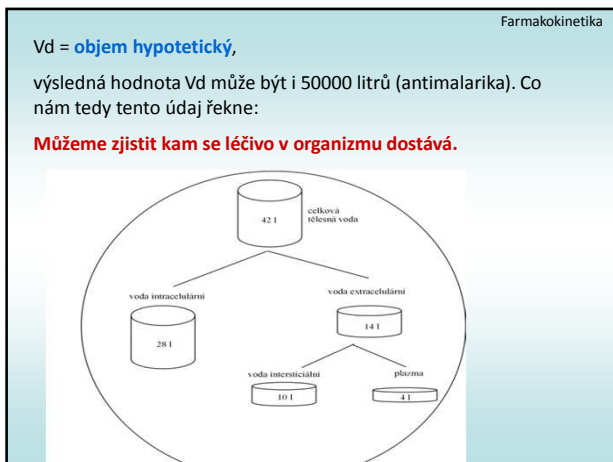 Farmakokinetika
Vd = objem hypotetický,
výsledná hodnota Vd může být i 50000 litrů (antimalarika). Co
nám tedy tento údaj řekne:
Můžeme zjistit kam se léčivo v organizmu dostává.
42 l
celková
tělesná voda
voda intracelulární
voda extracelulární
28 l
14 l
voda intersticiální
plazma
10 l
4 l